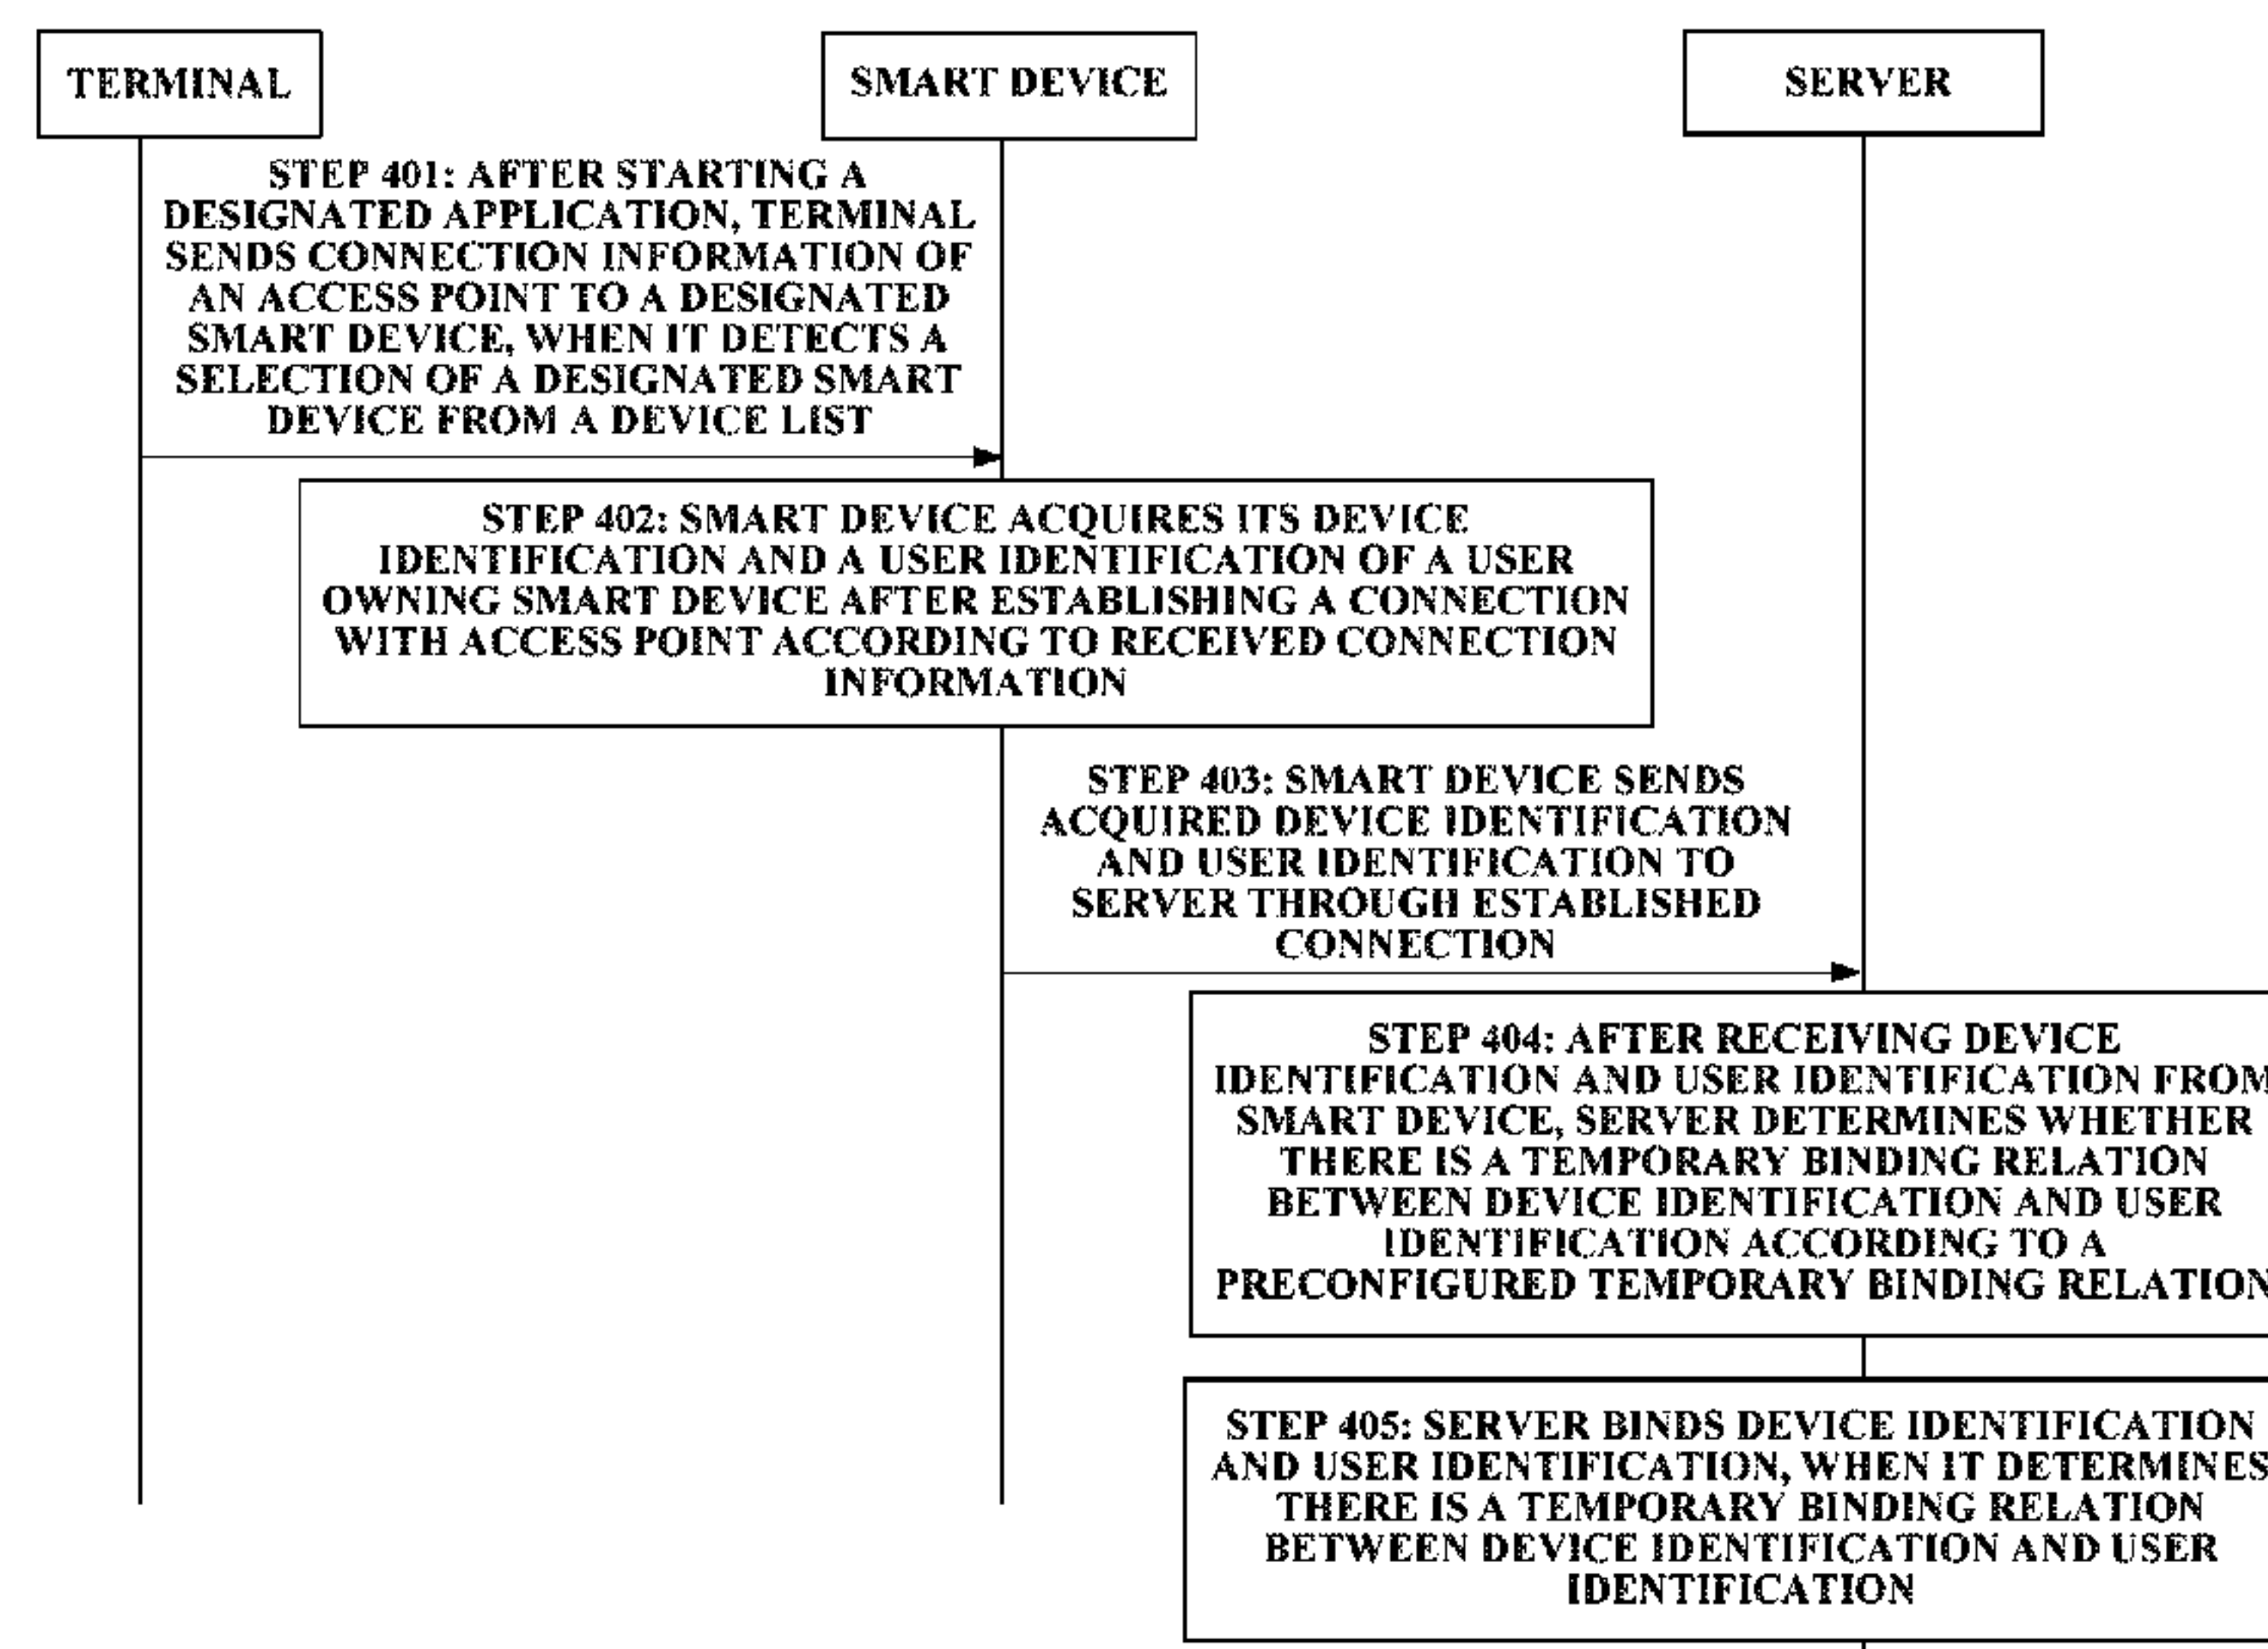 TERMINAL
SMART DEVICE
SERVER
STEP 401: AFTER STARTING A
DESIGNATED APPLICATION, TERMINAL
SENDS CONNECTION INFORMATION OF
AN ACCESS POINT TO A DESIGNATED
SMART DEVICE, WHEN IT DETECTS A
SELECTION OF A DESIGNATED SMART
DEVICE FROM A DEVICE LIST
STEP 402: SMART DEVICE ACQUIRES ITS DEVICE
IDENTIFICATION AND A USER IDENTIFICATION OF A USER
OWNING SMART DEVICE AFTER ESTABLISHING A CONNECTION
WITH ACCESS POINT ACCORDING TO RECEIVED CONNECTION
INFORMATION
STEP 403: SMART DEVICE SENDS
ACQUIRED DEVICE IDENTIFICATION
AND USER IDENTIFICATION TO
SERVER THROUGH ESTABLISHED
CONNECTION
STEP 404: AFTER RECEIVING DEVICE
IDENTIFICATION AND USER IDENTIFICATION FROM
SMART DEVICE, SERVER DETERMINES WHETHER
THERE IS A TEMPORARY BINDING RELATION
BETWEEN DEVICE IDENTIFICATION AND USER
IDENTIFICATION ACCORDING TO A
PRECONFIGURED TEMPORARY BINDING RELATION
STEP 405: SERVER BINDS DEVICE IDENTIFICATION
AND USER IDENTIFICATION, WHEN IT DETERMINES
THERE IS A TEMPORARY BINDING RELATION
BETWEEN DEVICE IDENTIFICATION AND USER
IDENTIFICATION